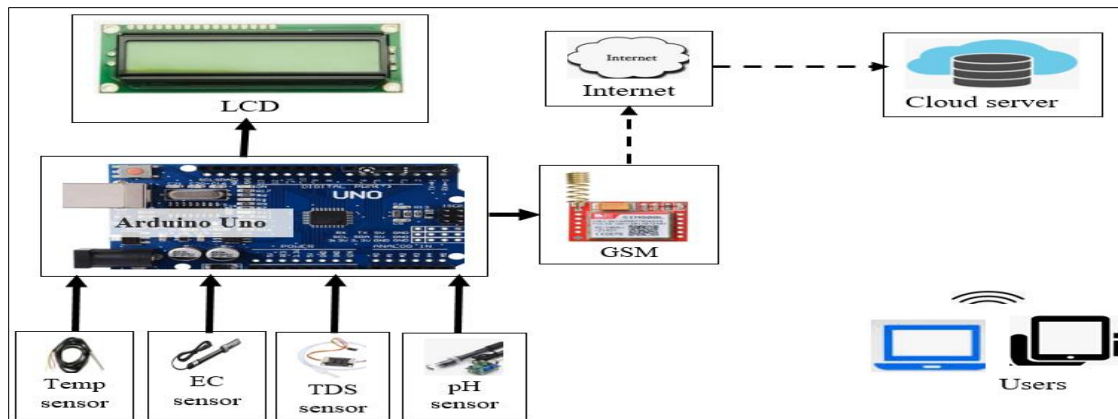 LCD
Internet
Internet
Cloud server
Arduino Uno
UNO
GSM
Temp
sensor
EC
sensor
TDS
sensor
pH
sensor
Users